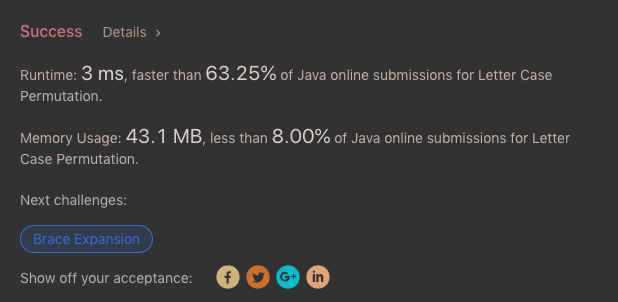 Success Details >
Runtime: 3 ms, faster than 63.25% of Java online submissions for Letter Case
Permutation.
Memory Usage: 43.1 MB, less than 8.00% of Java online submissions for Letter
Case Permutation.
Next challenges:
Brace Expansion
Show off your acceptance: f G+ in